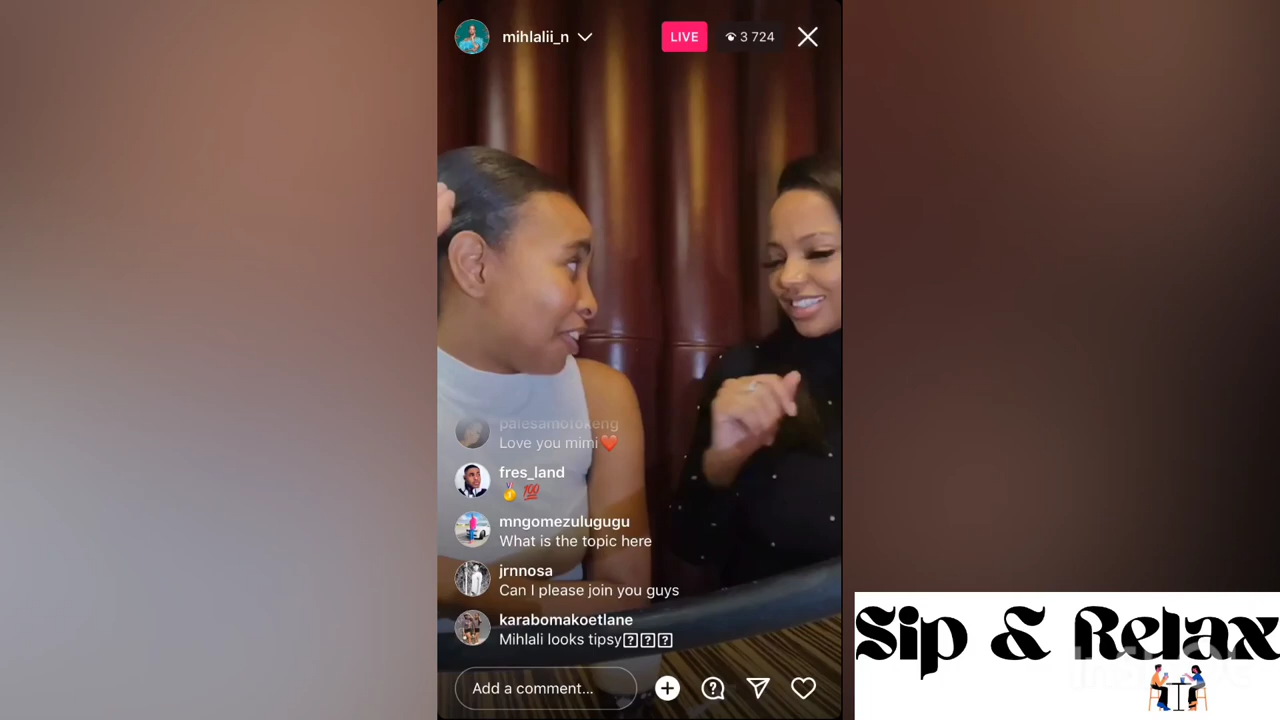 mihlalii_n
LIVE
3 724
palesamofokeng
Love you mimi❤️
fres_land
🥇💯
mngomezulugugu
What is the topic here
jrnnosa
Can I please join you guys
karabomakoetlane
Mihlali looks tipsy
Add a comment...
Sip & Relax